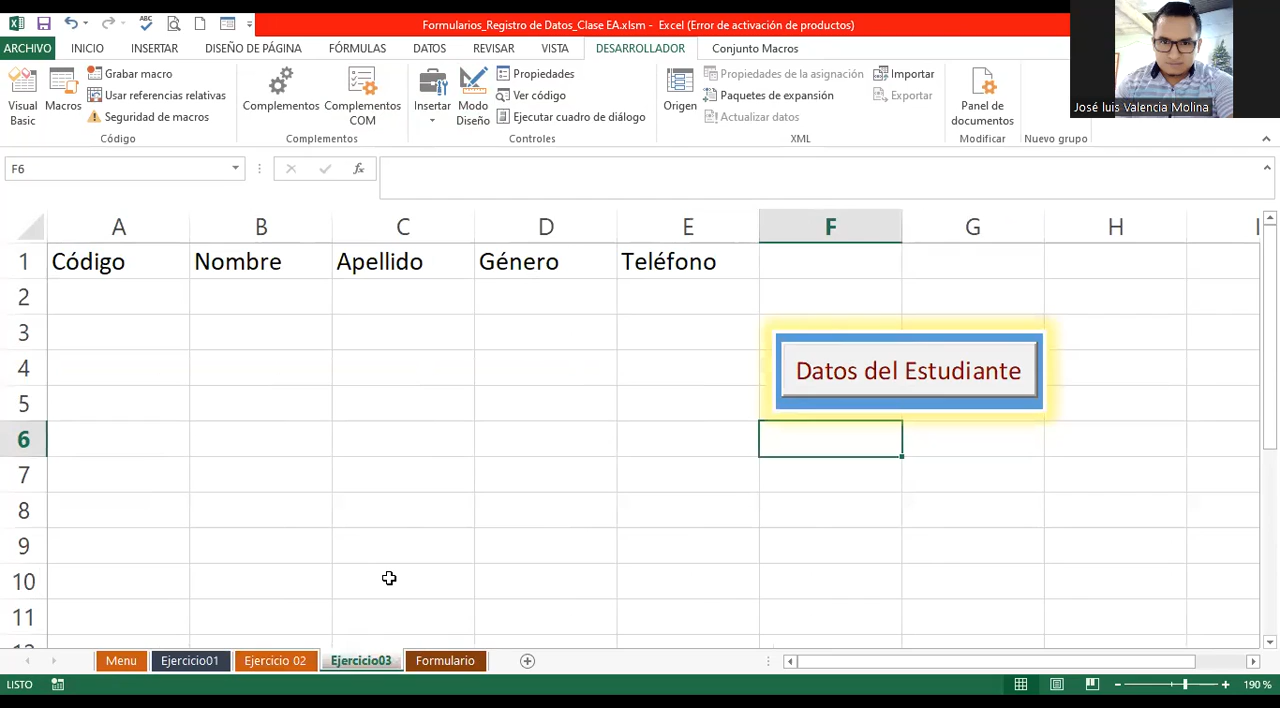 Formularios_Registro de Datos_Clase EA.xlsm - Excel (Error de activación de productos)
ABC
ARCHIVO INICIO INSERTAR DISEÑO DE PÁGINA FÓRMULAS DATOS REVISAR VISTA DESARROLLADOR Conjunto Macros
Visual Basic
Macros
Grabar macro
Usar referencias relativas
Seguridad de macros
Código
Complementos
Complementos COM
Complementos
Insertar
Modo Diseño
Propiedades
Ver código
Ejecutar cuadro de diálogo
Controles
Origen
Propiedades de la asignación
Paquetes de expansión
Actualizar datos
Importar
Exportar
XML
Panel de documentos
Modificar
Nuevo grupo
José luis Valencia Molina
F6
fx
A B C D E F G H I
1 Código Nombre Apellido Género Teléfono
2
3
4
Datos del Estudiante
5
6
7
8
9
10
11
Menu Ejercicio01 Ejercicio 02 Ejercicio03 Formulario
LISTO
190 %